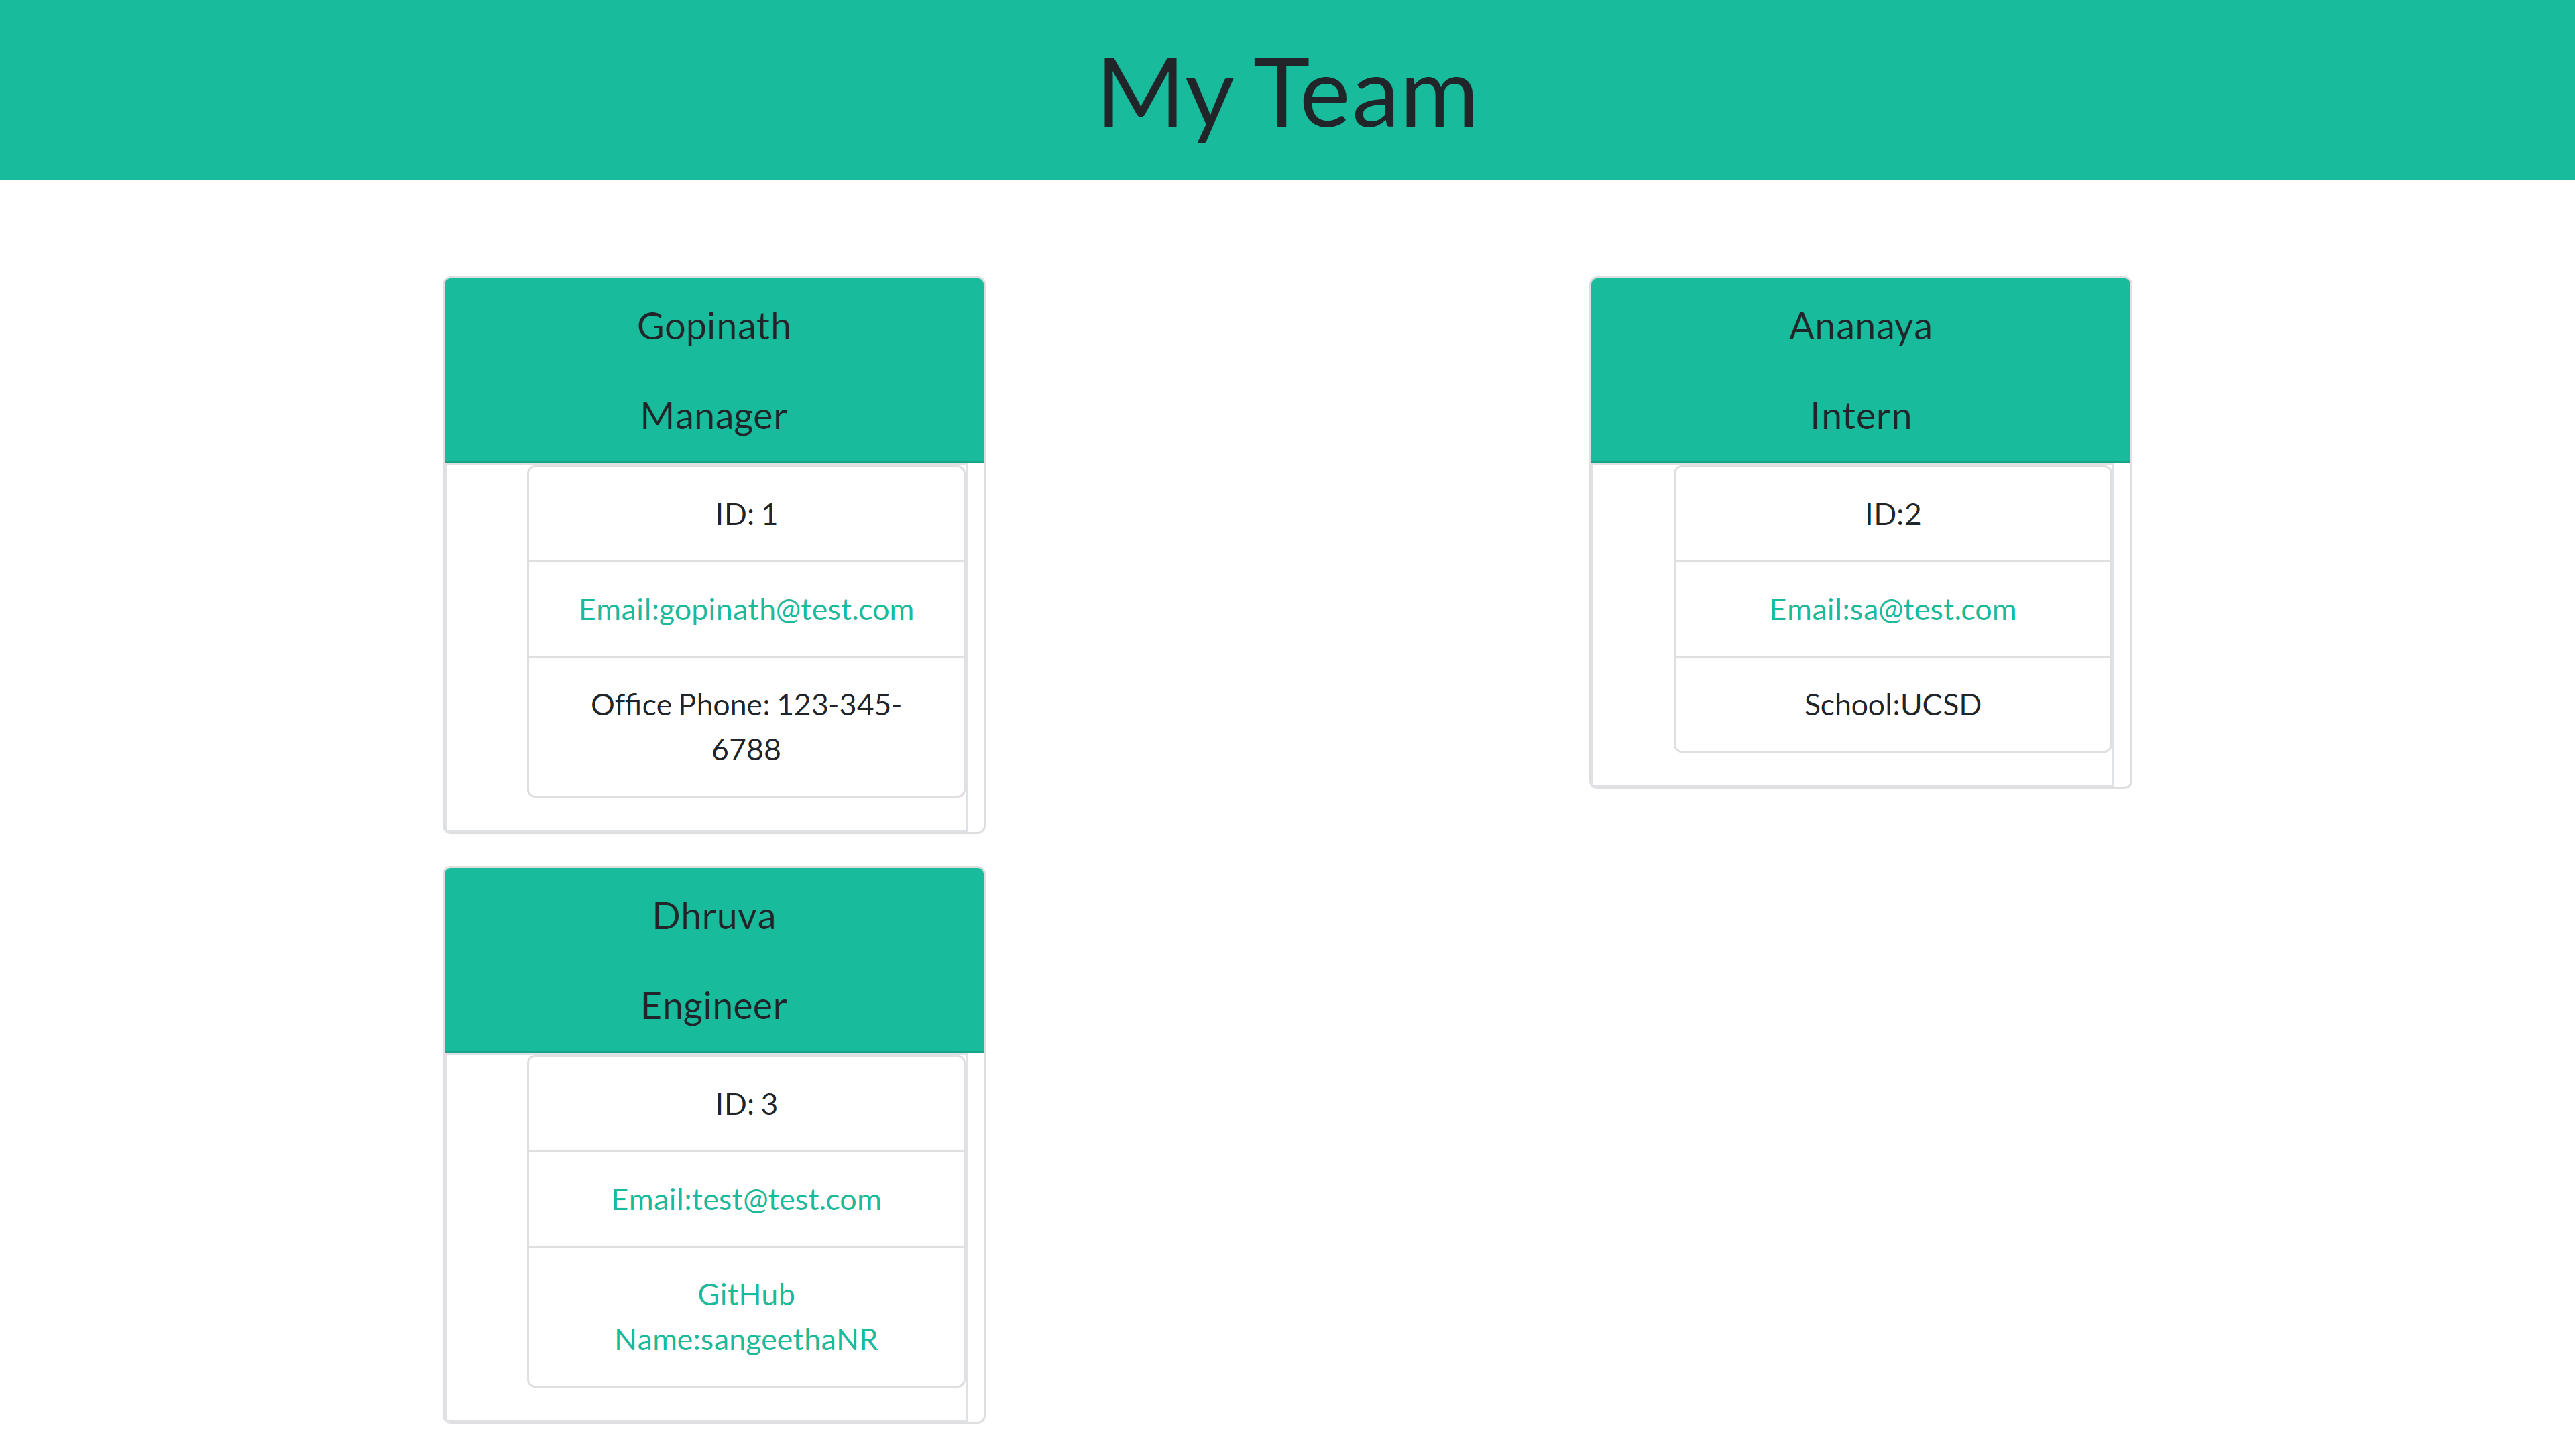 My Team
Gopinath
Manager
ID: 1
Email:gopinath@test.com
Office Phone: 123-345-
6788
Ananaya
Intern
ID:2
Email:sa@test.com
School:UCSD
Dhruva
Engineer
ID: 3
Email:test@test.com
GitHub
Name:sangeethaNR